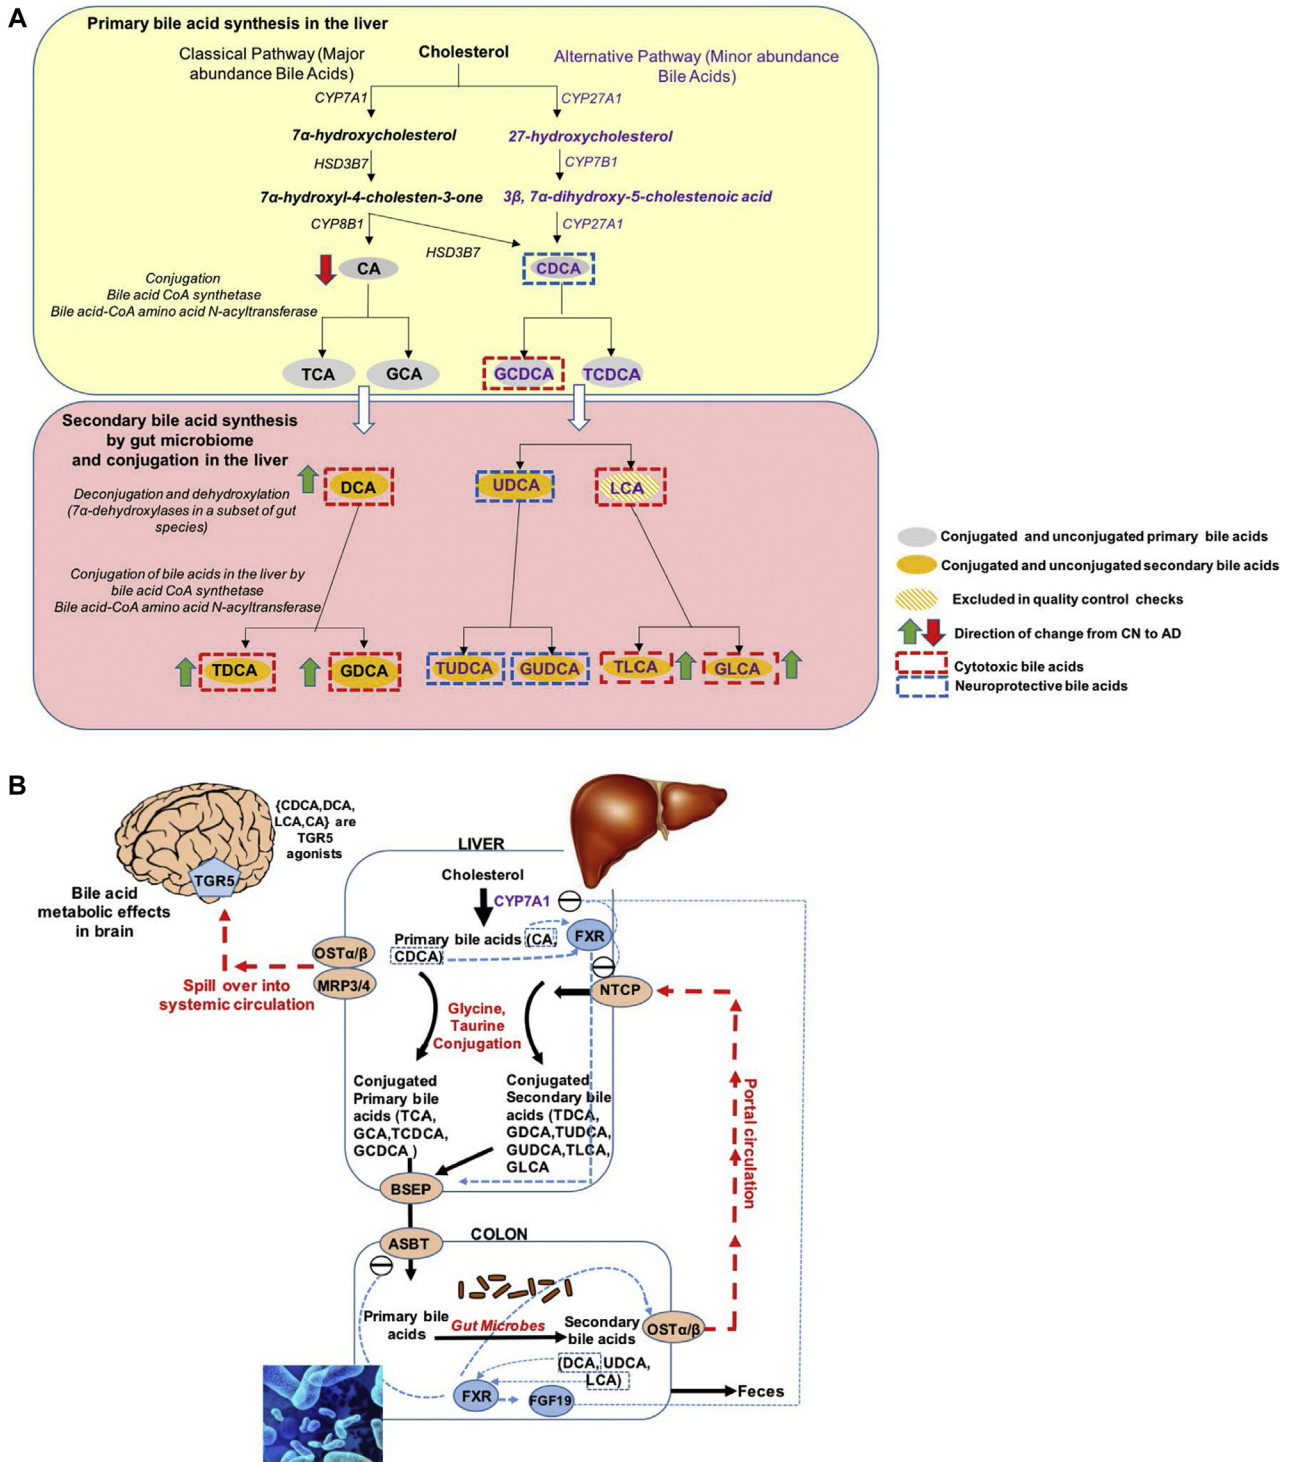 A
Primary bile acid synthesis in the liver
Classical Pathway (Major
abundance Bile Acids)
Cholesterol
Alternative Pathway (Minor abundance
Bile Acids)
CYP7A1
CYP27A1
7α-hydroxycholesterol
27-hydroxycholesterol
HSD3B7
CYP7B1
7α-hydroxyl-4-cholesten-3-one
3β, 7α-dihydroxy-5-cholestenoic acid
CYP8B1
HSD3B7
CYP27A1
CA
CDCA
Conjugation
Bile acid CoA synthetase
Bile acid-CoA amino acid N-acyltransferase
TCA
GCA
GCDCA
TCDCA
Secondary bile acid synthesis
by gut microbiome
and conjugation in the liver
Deconjugation and dehydroxylation
(7α-dehydroxylases in a subset of gut
species)
DCA
UDCA
LCA
Conjugation of bile acids in the liver by
bile acid CoA synthetase
Bile acid-CoA amino acid N-acyltransferase
TDCA
GDCA
TUDCA
GUDCA
TLCA
GLCA
Conjugated and unconjugated primary bile acids
Conjugated and unconjugated secondary bile acids
Excluded in quality control checks
Direction of change from CN to AD
Cytotoxic bile acids
Neuroprotective bile acids
B
{CDCA,DCA,
LCA,CA} are
TGR5
agonists
TGR5
Bile acid
metabolic effects
in brain
LIVER
Cholesterol
CYP7A1
Primary bile acids (CA,
CDCA)
FXR
OSTα/β
MRP3/4
NTCP
Spill over into
systemic circulation
Glycine,
Taurine
Conjugation
Conjugated
Primary bile
acids (TCA,
GCA,TCDCA,
GCDCA )
Conjugated
Secondary bile
acids (TDCA,
GDCA,TUDCA,
GUDCA,TLCA,
GLCA
Portal circulation
BSEP
ASBT
COLON
Primary bile
acids
Gut Microbes
Secondary
bile acids
(DCA, UDCA,
LCA)
OSTα/β
FXR
FGF19
Feces